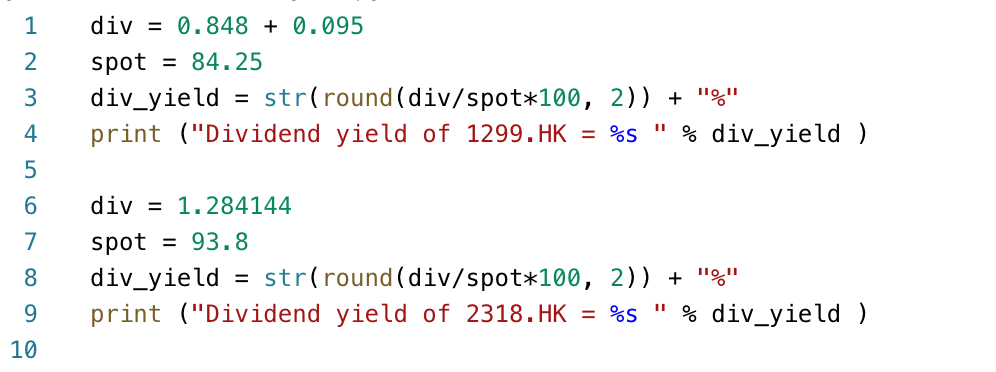 1 div = 0.848 + 0.095
2 spot = 84.25
3 div_yield = str(round(div/spot*100, 2)) + "%"
4 print ("Dividend yield of 1299.HK = %s " % div_yield )
5
6 div = 1.284144
7 spot = 93.8
8 div_yield = str(round(div/spot*100, 2)) + "%"
9 print ("Dividend yield of 2318.HK = %s " % div_yield )
10